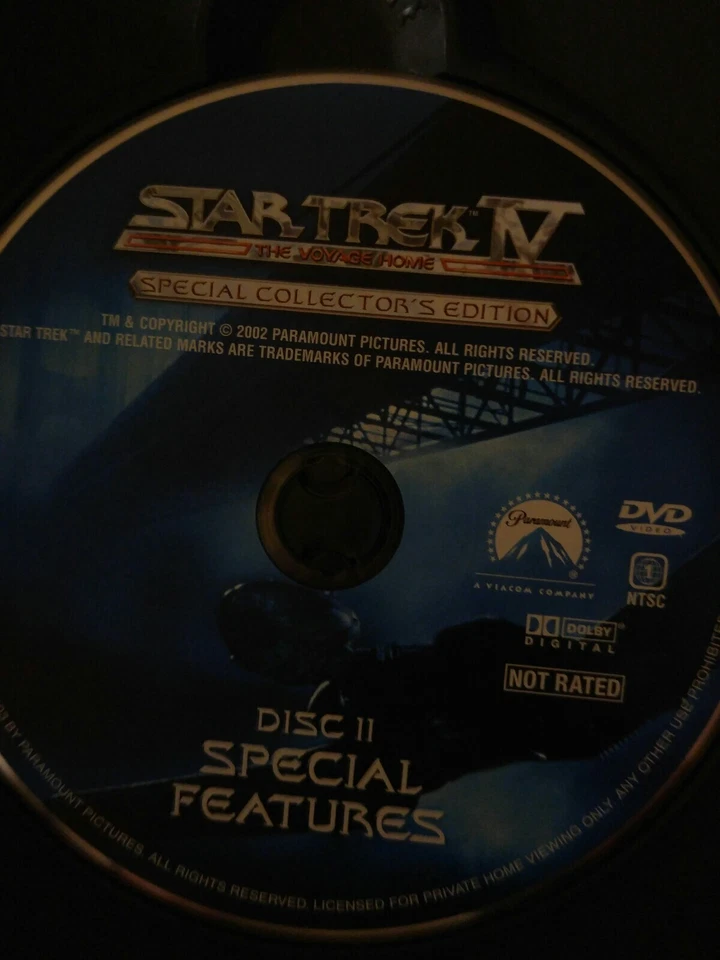 STAR TREK™ IV
THE VOYAGE HOME
SPECIAL COLLECTOR'S EDITION
TM & COPYRIGHT © 2002 PARAMOUNT PICTURES. ALL RIGHTS RESERVED.
STAR TREK™ AND RELATED MARKS ARE TRADEMARKS OF PARAMOUNT PICTURES. ALL RIGHTS RESERVED.
Paramount
®
A VIACOM COMPANY
DVD
VIDEO
1
NTSC
DOLBY
DIGITAL
NOT RATED
DISC II
SPECIAL
FEATURES
BY PARAMOUNT PICTURES. ALL RIGHTS RESERVED. LICENSED FOR PRIVATE HOME VIEWING ONLY. ANY OTHER USE PROHIBITED